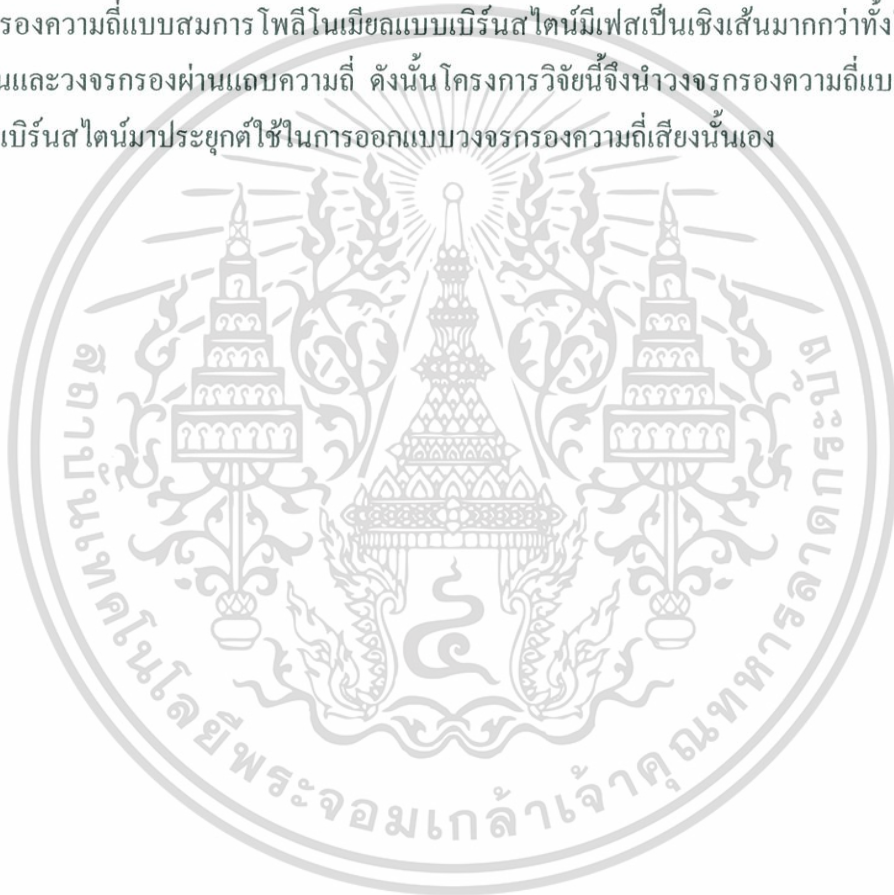 รองความถี่แบบสมการโพลีโนเมียลแบบเบิร์นสไตน์มีเฟสเป็นเชิงเส้นมากกว่าทั้ง
นและวงจรกรองผ่านแถบความถี่ ดังนั้นโครงการวิจัยนี้จึงนำวงจรกรองความถี่แบบ
เบิร์นสไตน์มาประยุกต์ใช้ในการออกแบบวงจรกรองความถี่เสียงนั้นเอง
สถาบันเทคโนโลยีพระจอมเกล้าเจ้าคุณทหารลาดกระบัง